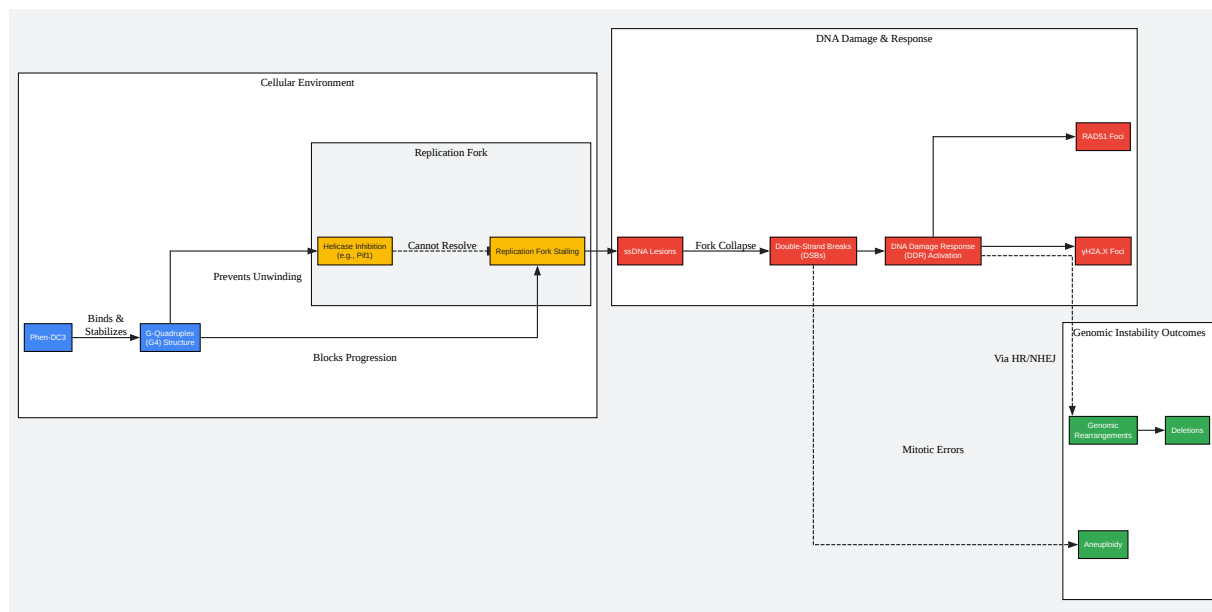 DNA Damage & Response
Cellular Environment
RAD51 Foci
Replication Fork
Helicase Inhibition
(e.g., Pif1)
Cannot Resolve
Replication Fork Stalling
ssDNA Lesions
Fork Collapse
Double-Strand Breaks
(DSBs)
DNA Damage Response
(DDR) Activation
γH2A.X Foci
Prevents Unwinding
Binds &
Stabilizes
Phen-DC3
G-Quadruplex
(G4) Structure
Blocks Progression
Genomic Instability Outcomes
Via HR/NHEJ
Genomic
Rearrangements
Deletions
Mitotic Errors
Aneuploidy